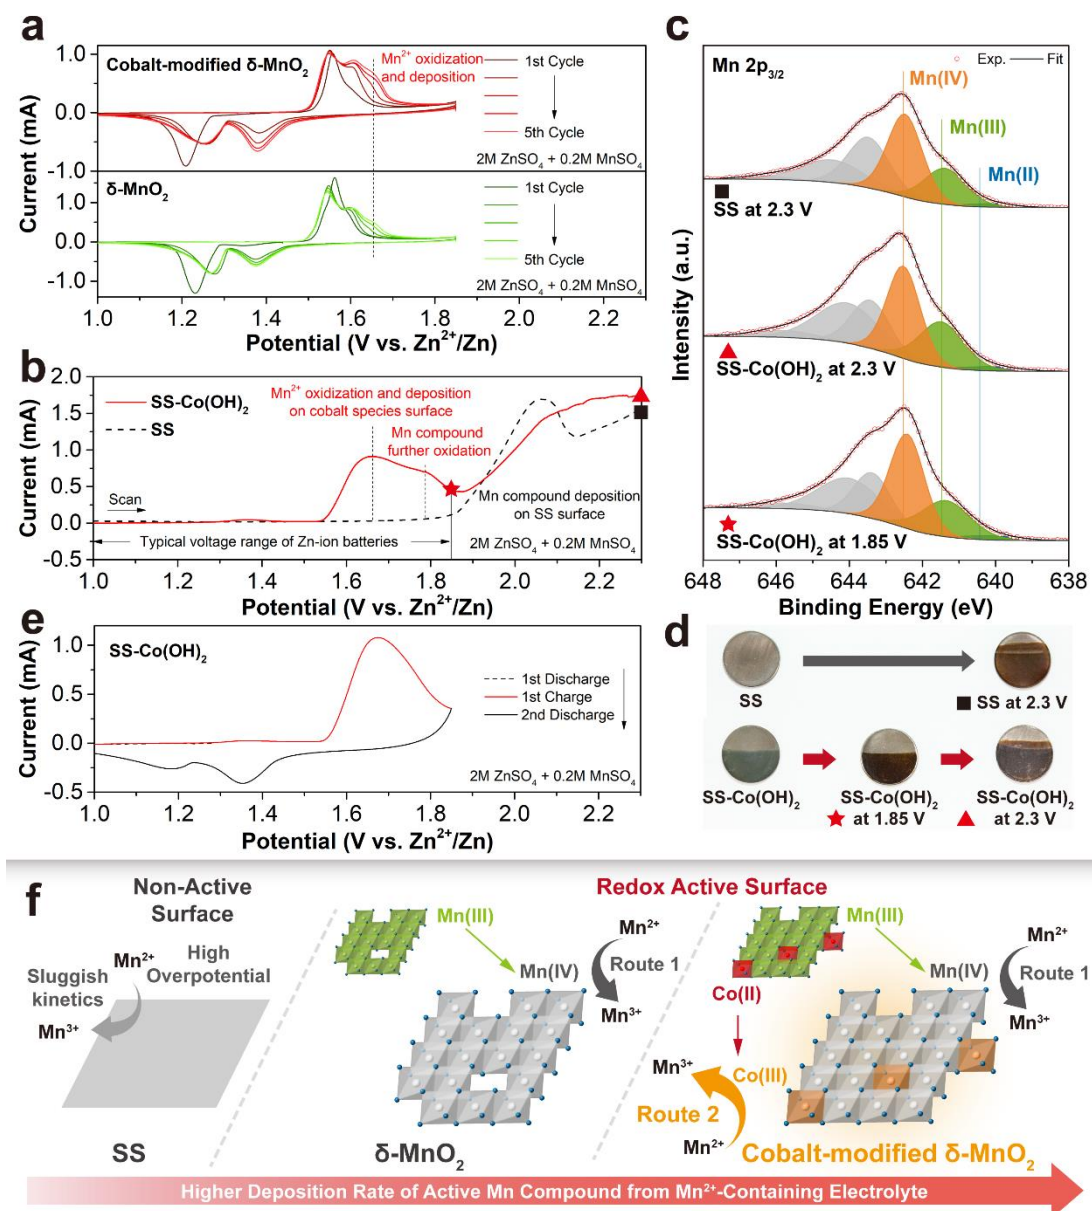 a
Cobalt-modified δ-MnO2
Mn2+ oxidization
and deposition
1st Cycle
5th Cycle
2M ZnSO4 + 0.2M MnSO4
1.0
0.0
-1.0
δ-MnO2
1st Cycle
5th Cycle
2M ZnSO4 + 0.2M MnSO4
1.0
0.0
-1.0
Current (mA)
1.0 1.2 1.4 1.6 1.8 2.0 2.2
Potential (V vs. Zn2+/Zn)
b
SS-Co(OH)2
SS
Mn2+ oxidization and deposition
on cobalt species surface
Mn compound
further oxidation
Scan
Mn compound deposition
on SS surface
Typical voltage range of Zn-ion batteries
2M ZnSO4 + 0.2M MnSO4
2.0
1.5
1.0
0.5
0.0
-0.5
Current (mA)
1.0 1.2 1.4 1.6 1.8 2.0 2.2
Potential (V vs. Zn2+/Zn)
c
Mn 2p3/2
Exp. Fit
Mn(IV)
Mn(III)
Mn(II)
SS at 2.3 V
SS-Co(OH)2 at 2.3 V
SS-Co(OH)2 at 1.85 V
Intensity (a.u.)
648 646 644 642 640 638
Binding Energy (eV)
d
SS
SS at 2.3 V
SS-Co(OH)2
SS-Co(OH)2
at 1.85 V
SS-Co(OH)2
at 2.3 V
e
SS-Co(OH)2
1st Discharge
1st Charge
2nd Discharge
2M ZnSO4 + 0.2M MnSO4
1.0
0.5
0.0
-0.5
Current (mA)
1.0 1.2 1.4 1.6 1.8 2.0 2.2
Potential (V vs. Zn2+/Zn)
f
Non-Active
Surface
Sluggish
kinetics
Mn2+
High
Overpotential
Mn3+
SS
Mn(III)
Mn(IV)
Mn2+
Route 1
Mn3+
δ-MnO2
Redox Active Surface
Mn(III)
Co(II)
Mn(IV)
Mn2+
Route 1
Mn3+
Mn3+
Co(III)
Route 2
Mn2+
Cobalt-modified δ-MnO2
Higher Deposition Rate of Active Mn Compound from Mn2+-Containing Electrolyte